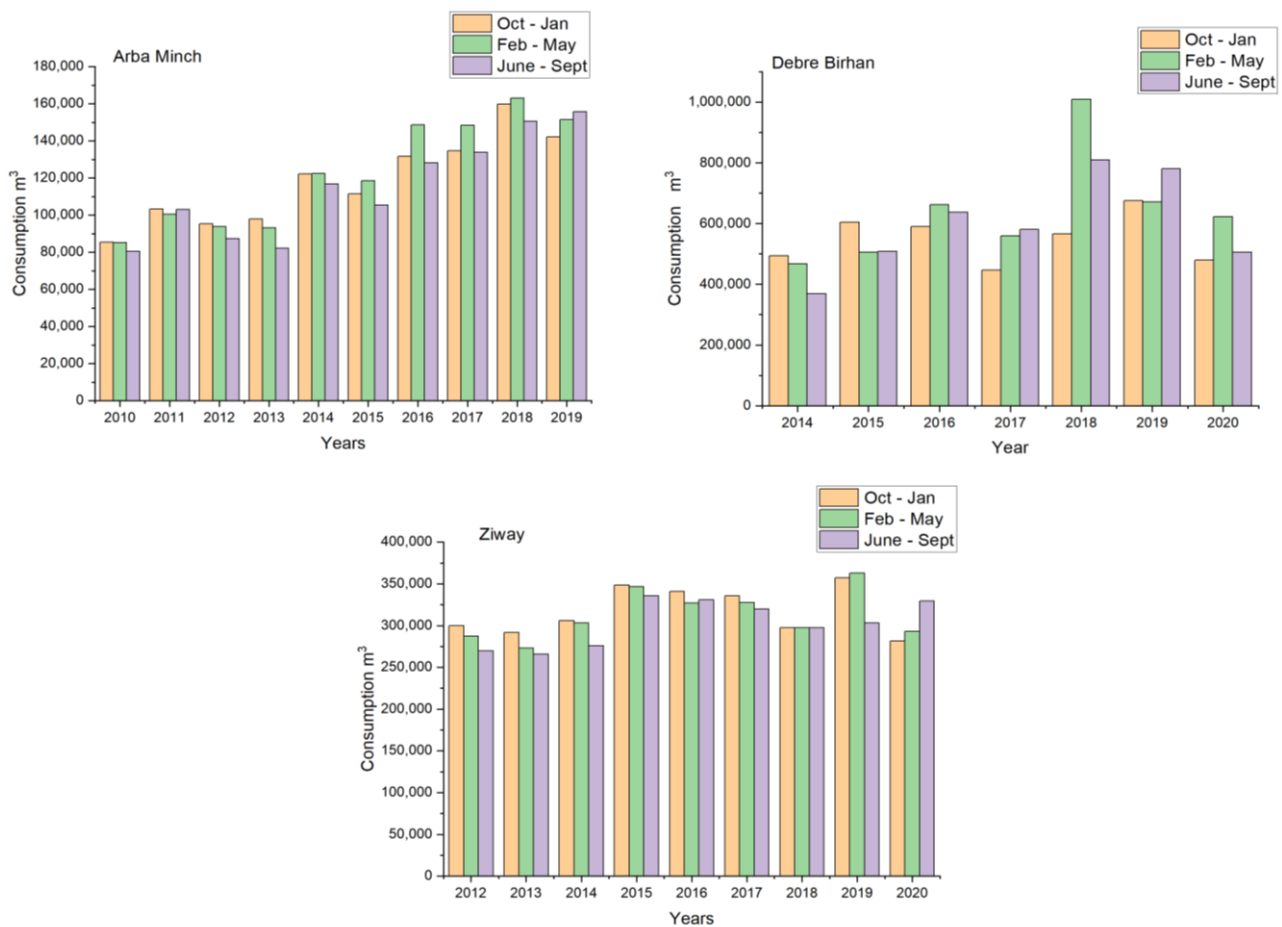 Arba Minch
Oct - Jan
Feb - May
June - Sept
180,000
160,000
140,000
120,000
100,000
80,000
60,000
40,000
20,000
0
Consumption m³
2010 2011 2012 2013 2014 2015 2016 2017 2018 2019
Years
Debre Birhan
Oct - Jan
Feb - May
June - Sept
1,000,000
800,000
600,000
400,000
200,000
0
Consumption m³
2014 2015 2016 2017 2018 2019 2020
Year
Ziway
Oct - Jan
Feb - May
June - Sept
400,000
350,000
300,000
250,000
200,000
150,000
100,000
50,000
0
Consumption m³
2012 2013 2014 2015 2016 2017 2018 2019 2020
Years